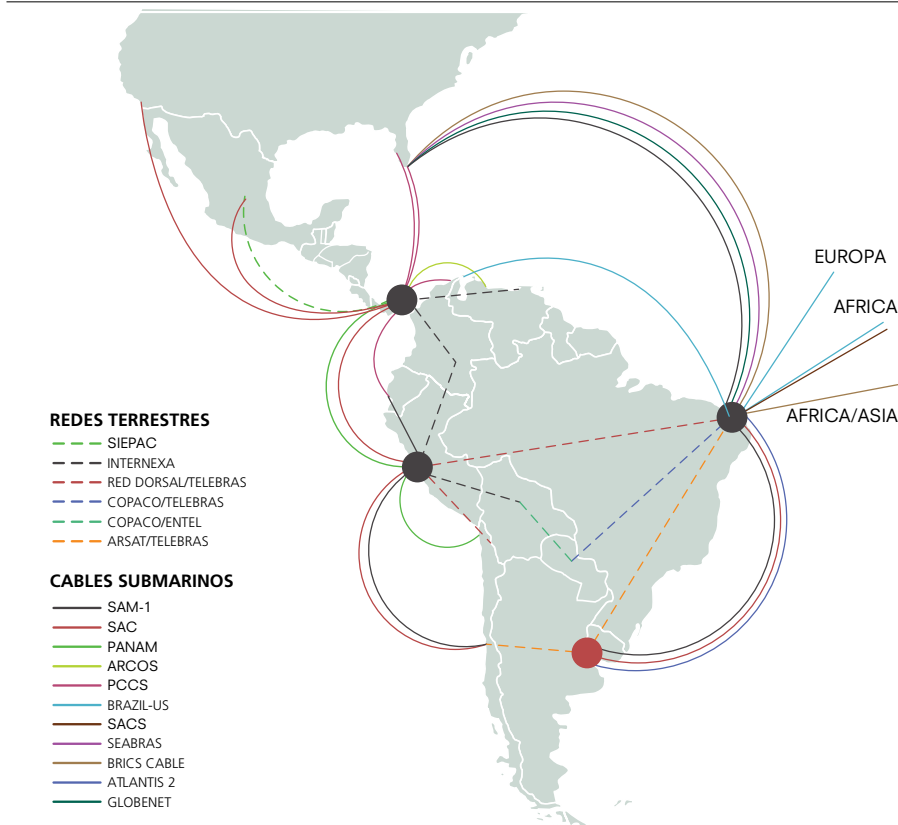 EUROPA
AFRICA
AFRICA/ASIA
REDES TERRESTRES
SIEPAC
INTERNEXA
RED DORSAL/TELEBRAS
COPACO/TELEBRAS
COPACO/ENTEL
ARSAT/TELEBRAS
CABLES SUBMARINOS
SAM-1
SAC
PANAM
ARCOS
PCCS
BRAZIL-US
SACS
SEABRAS
BRICS CABLE
ATLANTIS 2
GLOBENET